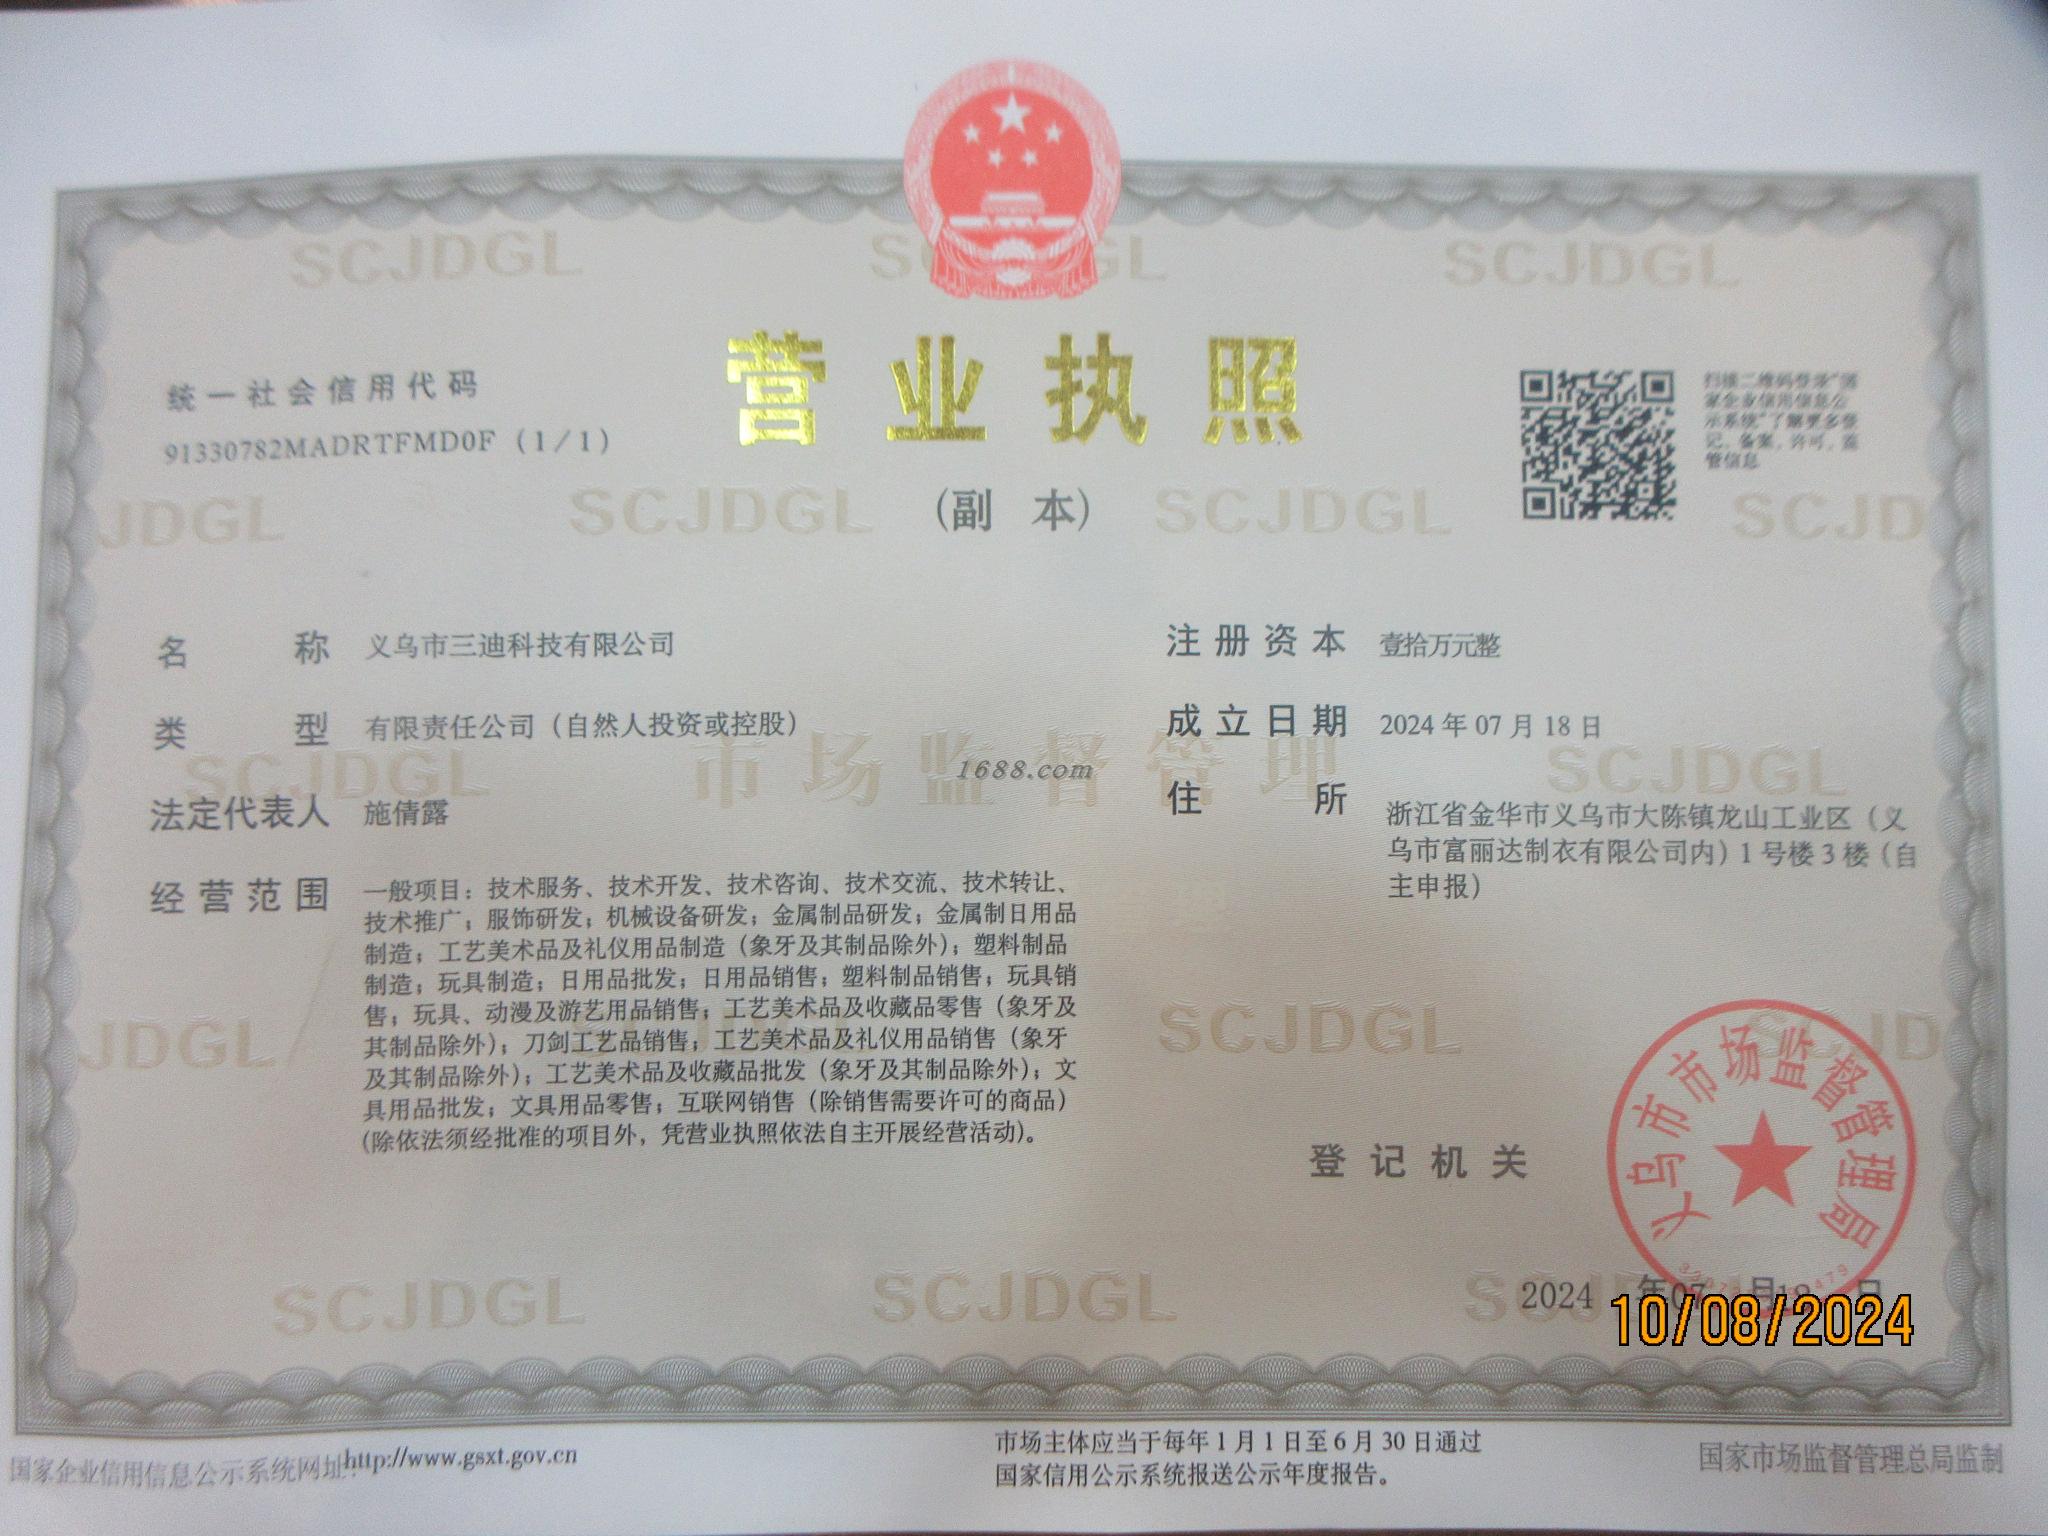 统一社会信用代码
91330782MADRTFMD0F (1/1)
营业执照
(副 本)
扫描二维码登录"国
家企业信用信息公
示系统"了解更多登
记、备案、许可、监
管信息
名 称 义乌市三迪科技有限公司
类 型 有限责任公司（自然人投资或控股）
法定代表人 施倩露
经营范围 一般项目：技术服务、技术开发、技术咨询、技术交流、技术转让、
技术推广；服饰研发；机械设备研发；金属制品研发；金属制日用品
制造；工艺美术品及礼仪用品制造（象牙及其制品除外）；塑料制品
制造；玩具制造；日用品批发；日用品销售；塑料制品销售；玩具销
售；玩具、动漫及游艺用品销售；工艺美术品及收藏品零售（象牙及
其制品除外）；刀剑工艺品销售；工艺美术品及礼仪用品销售（象牙
及其制品除外）；工艺美术品及收藏品批发（象牙及其制品除外）；文
具用品批发；文具用品零售；互联网销售（除销售需要许可的商品）
(除依法须经批准的项目外，凭营业执照依法自主开展经营活动)。
注册资本 壹拾万元整
成立日期 2024 年 07 月 18 日
住 所 浙江省金华市义乌市大陈镇龙山工业区（义
乌市富丽达制衣有限公司内）1 号楼 3 楼（自
主申报）
1688.com
SCJDGL
市场监督管理
登记机关
义乌市市场监督管理局
2024 年 07 月 18 日
10/08/2024
国家企业信用信息公示系统网址：http://www.gsxt.gov.cn
市场主体应当于每年 1 月 1 日至 6 月 30 日通过
国家信用公示系统报送公示年度报告。
国家市场监督管理总局监制